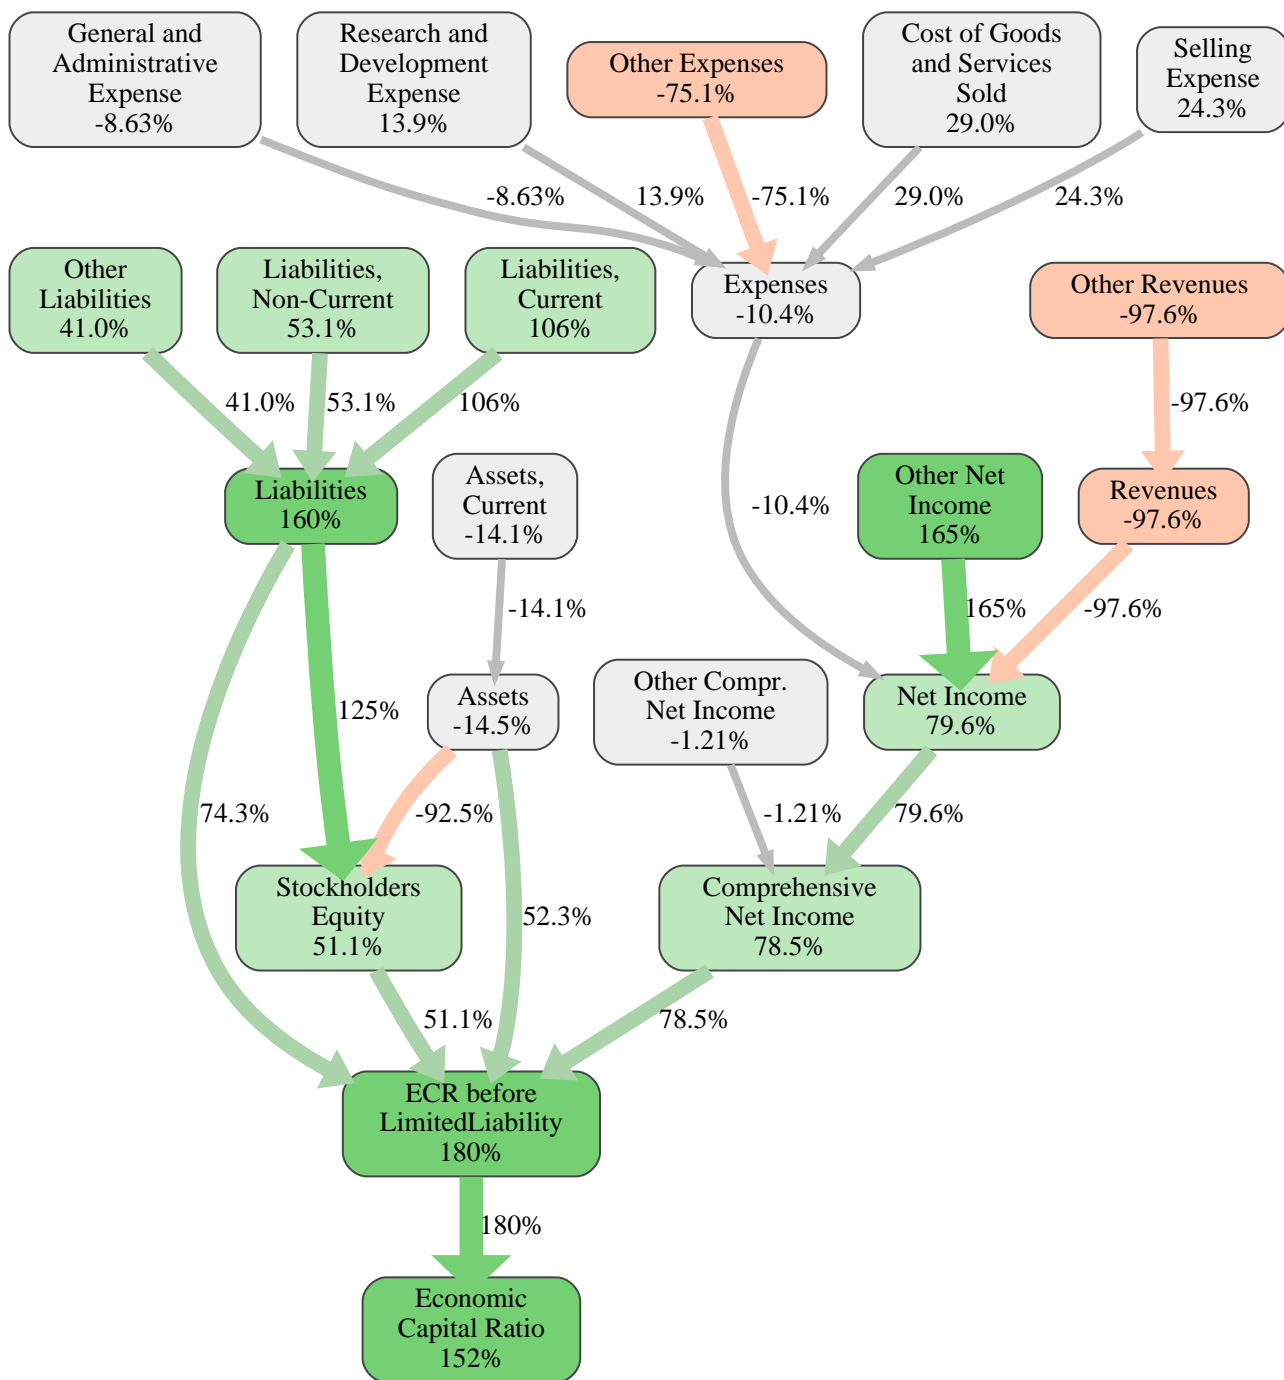 General and
Administrative
Expense
-8.63%
Research and
Development
Expense
13.9%
Other Expenses
-75.1%
Cost of Goods
and Services
Sold
29.0%
Selling
Expense
24.3%
-8.63%
13.9%
-75.1%
29.0%
24.3%
Other
Liabilities
41.0%
Liabilities,
Non-Current
53.1%
Liabilities,
Current
106%
Expenses
-10.4%
Other Revenues
-97.6%
41.0%
53.1%
106%
-97.6%
Liabilities
160%
Assets,
Current
-14.1%
-10.4%
Other Net
Income
165%
Revenues
-97.6%
-14.1%
165%
-97.6%
125%
Assets
-14.5%
Other Compr.
Net Income
-1.21%
Net Income
79.6%
74.3%
-92.5%
-1.21%
79.6%
Stockholders
Equity
51.1%
52.3%
Comprehensive
Net Income
78.5%
51.1%
78.5%
ECR before
LimitedLiability
180%
180%
Economic
Capital Ratio
152%